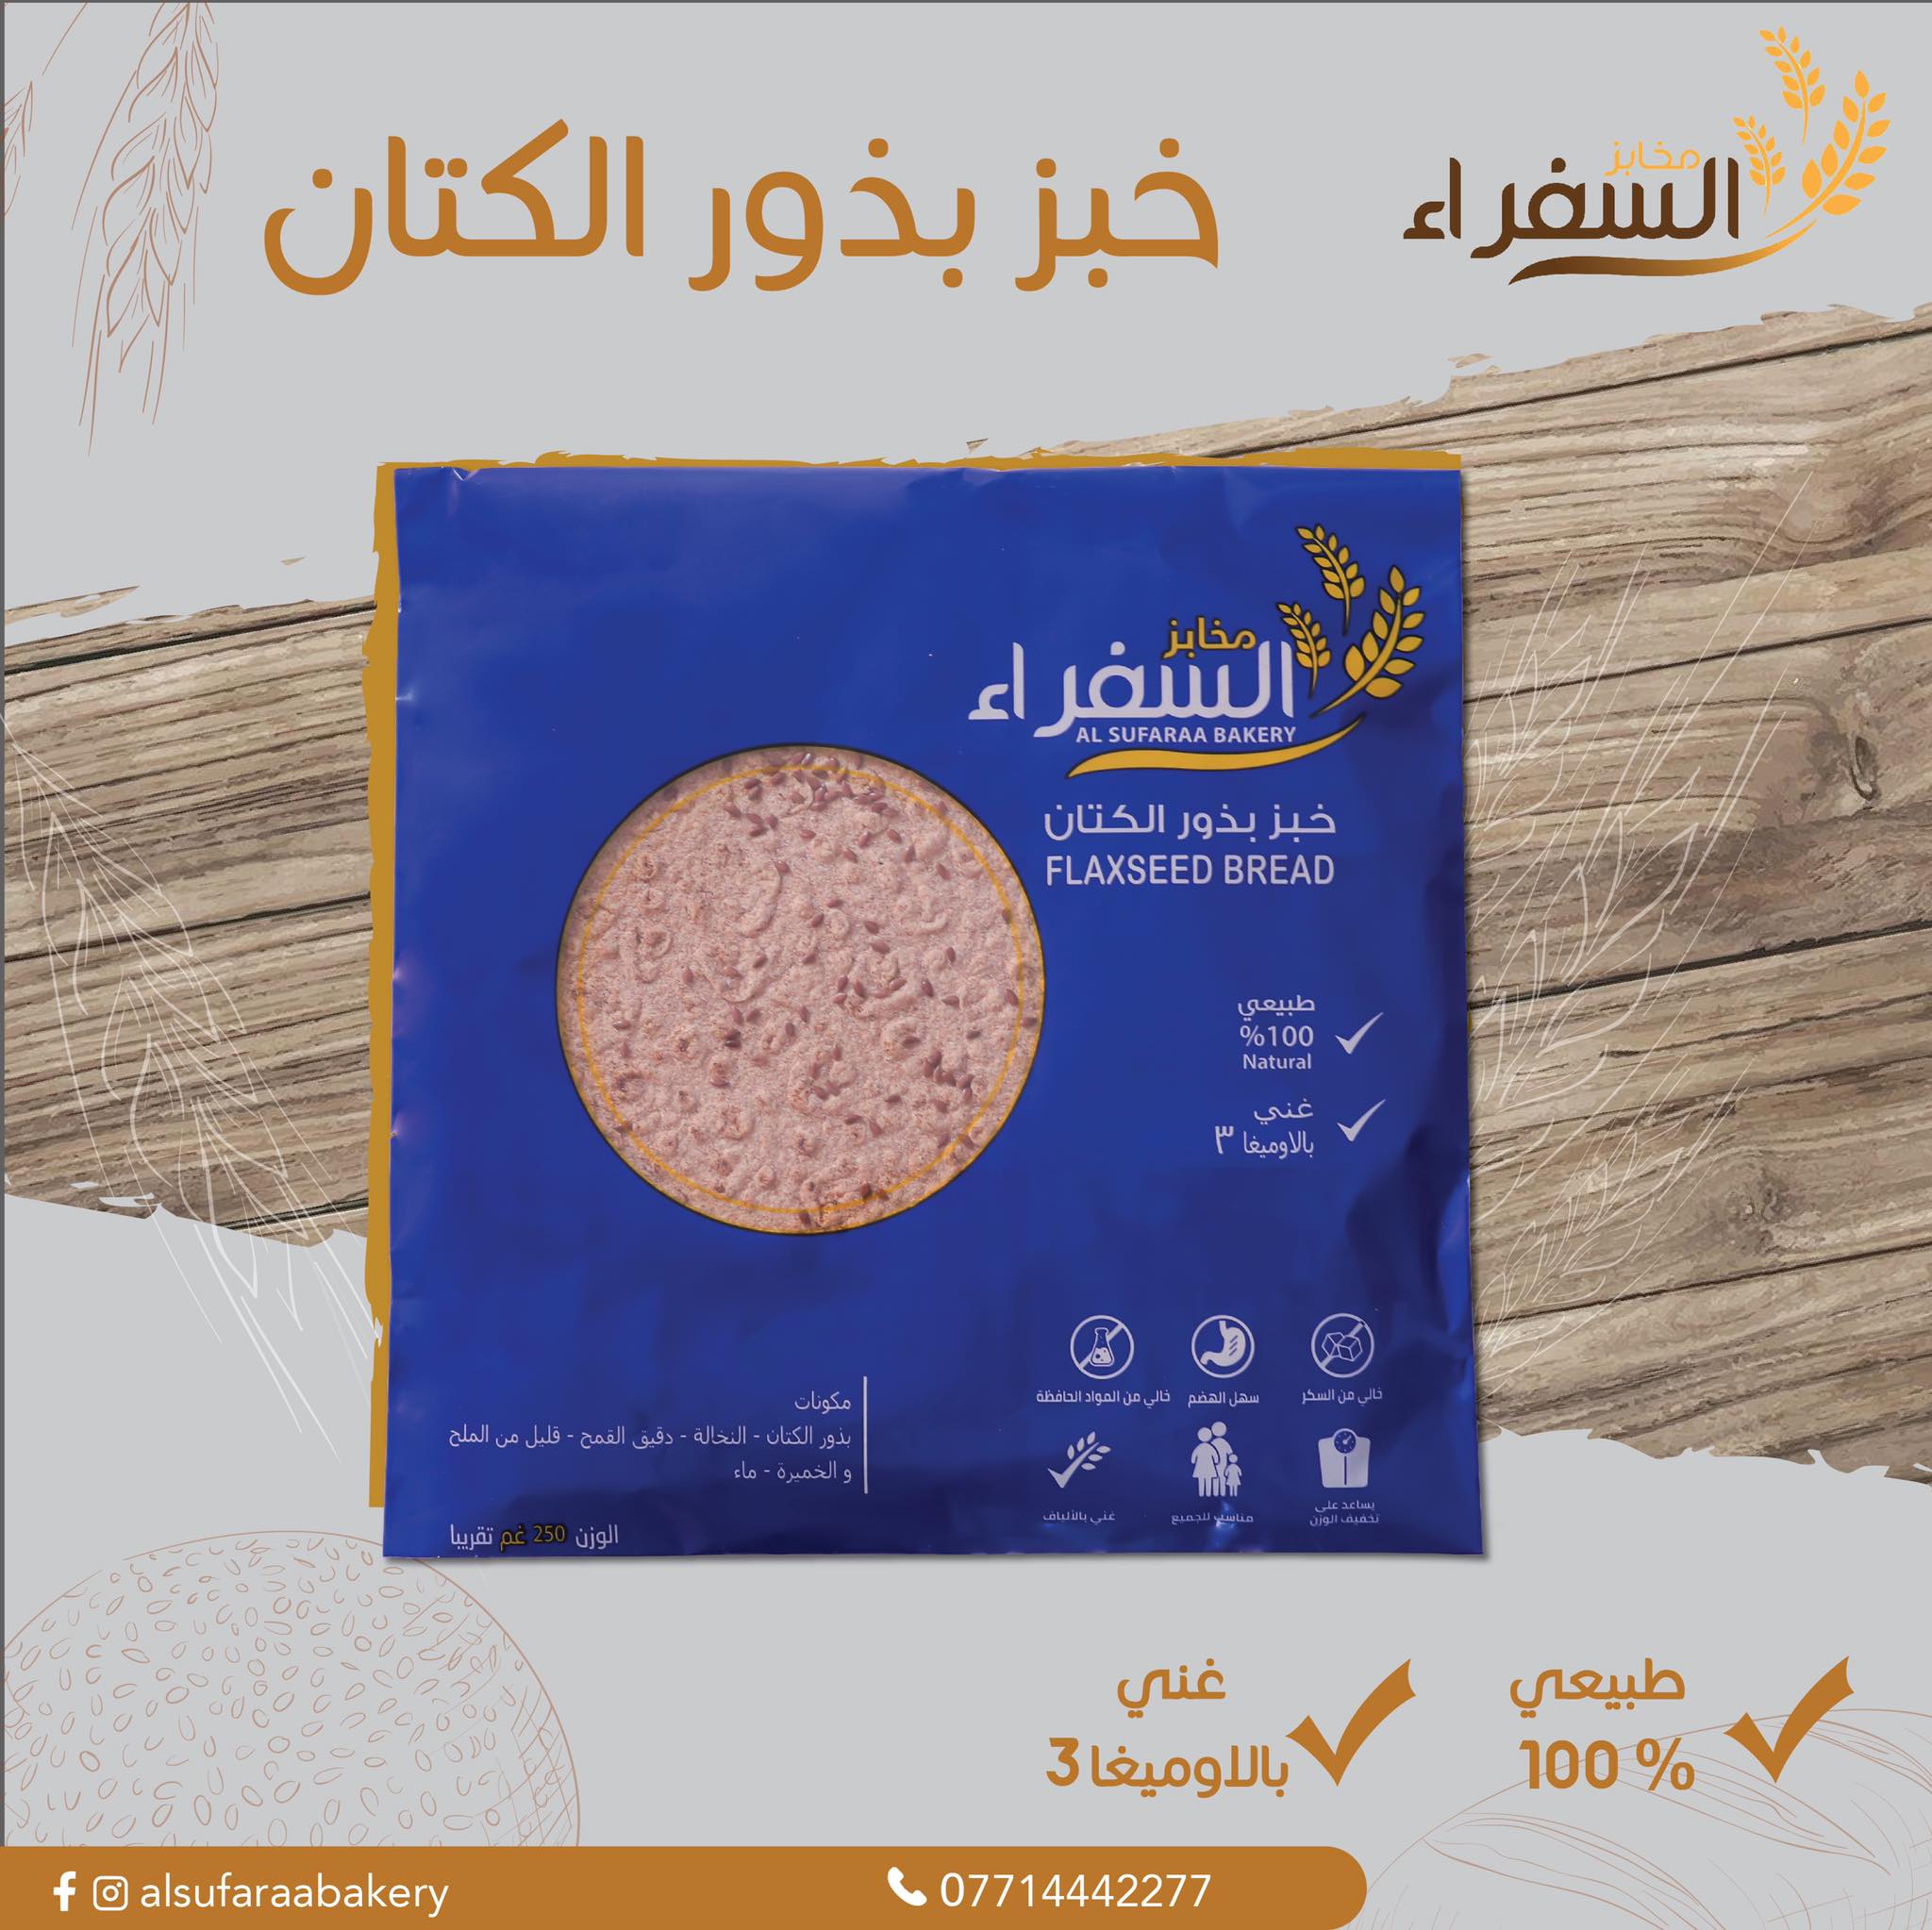 مخابز
السفراء
خبز بذور الكتان
مخابز
السفراء
AL SUFARAA BAKERY
خبز بذور الكتان
FLAXSEED BREAD
طبيعي
%100
Natural
غني
بالاوميغا ٣
خالي من السكر
سهل الهضم
خالي من المواد الحافظة
يساعد على
تخفيف الوزن
مناسب للجميع
غني بالألياف
مكونات
بذور الكتان - النخالة - دقيق القمح - قليل من الملح
و الخميرة - ماء
الوزن 250 غم تقريبا
طبيعي
100 %
غني
بالاوميغا 3
alsufaraabakery
07714442277